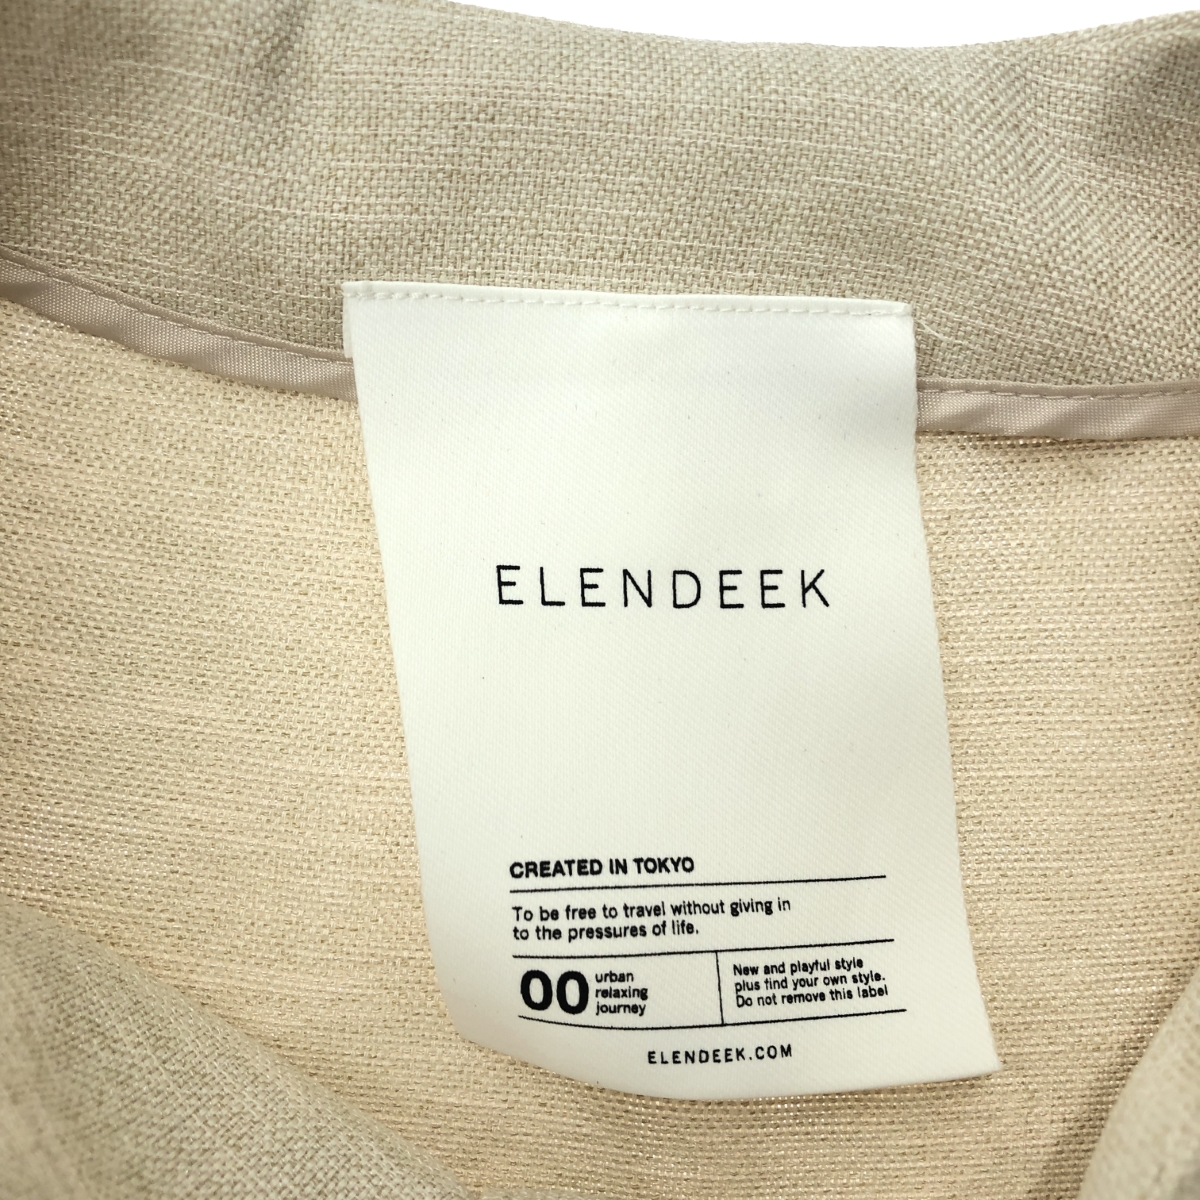 ELENDEEK
CREATED IN TOKYO
To be free to travel without giving in
to the pressures of life.
00
urban
relaxing
journey
New and playful style
plus find your own style.
Do not remove this label
ELENDEEK.COM